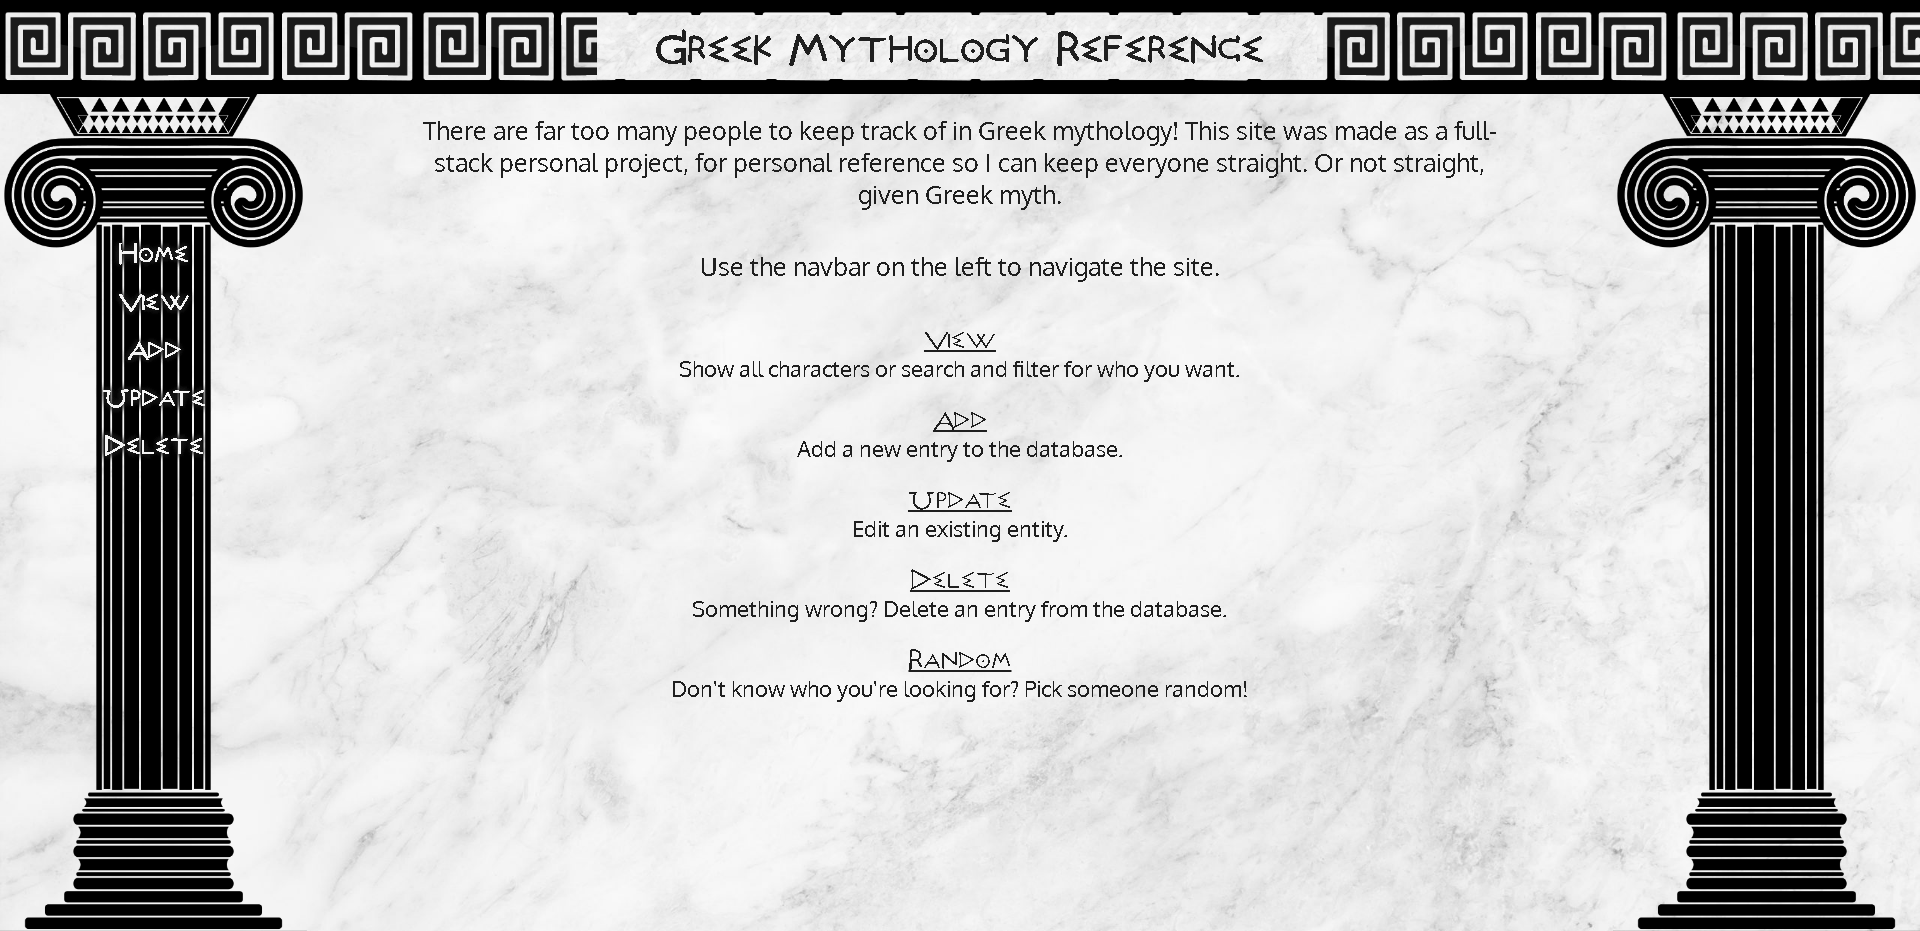 Greek Mythology Reference
There are far too many people to keep track of in Greek mythology! This site was made as a full-
stack personal project, for personal reference so I can keep everyone straight. Or not straight,
given Greek myth.
Use the navbar on the left to navigate the site.
Home
View
Add
Update
Delete
View
Show all characters or search and filter for who you want.
Add
Add a new entry to the database.
Update
Edit an existing entity.
Delete
Something wrong? Delete an entry from the database.
Random
Don't know who you're looking for? Pick someone random!